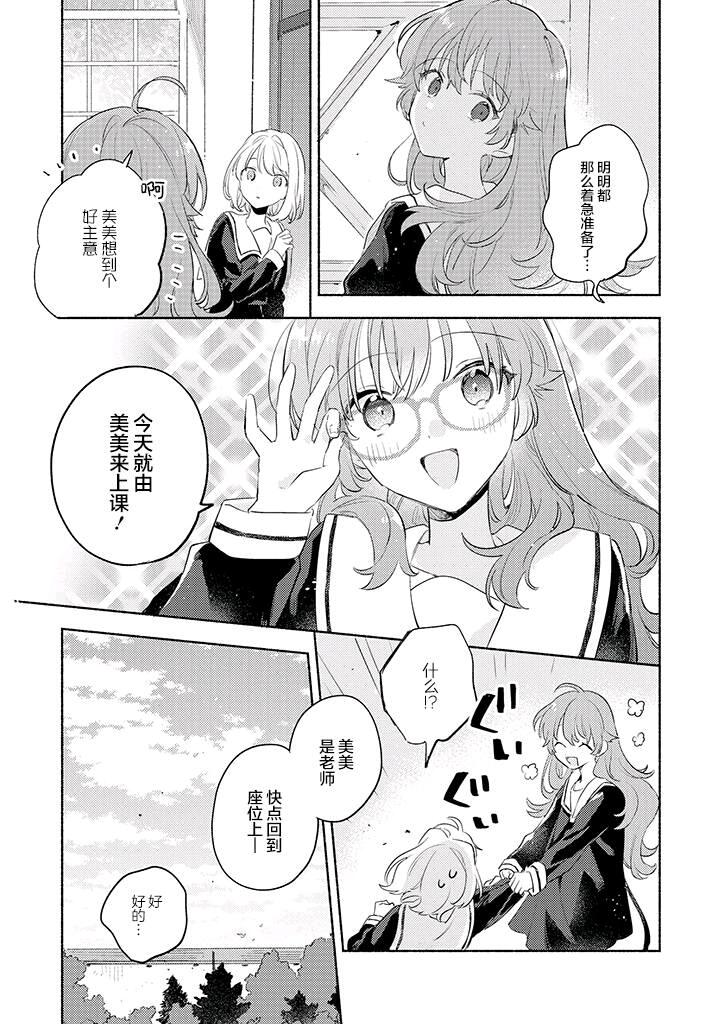 明明都
那么着急准备了…
啊
美美想到个
好主意
今天就由
美美来上课！
什么!?
ぐい
ぐい
美美
是老师
快点回到
座位上—
好
好的…